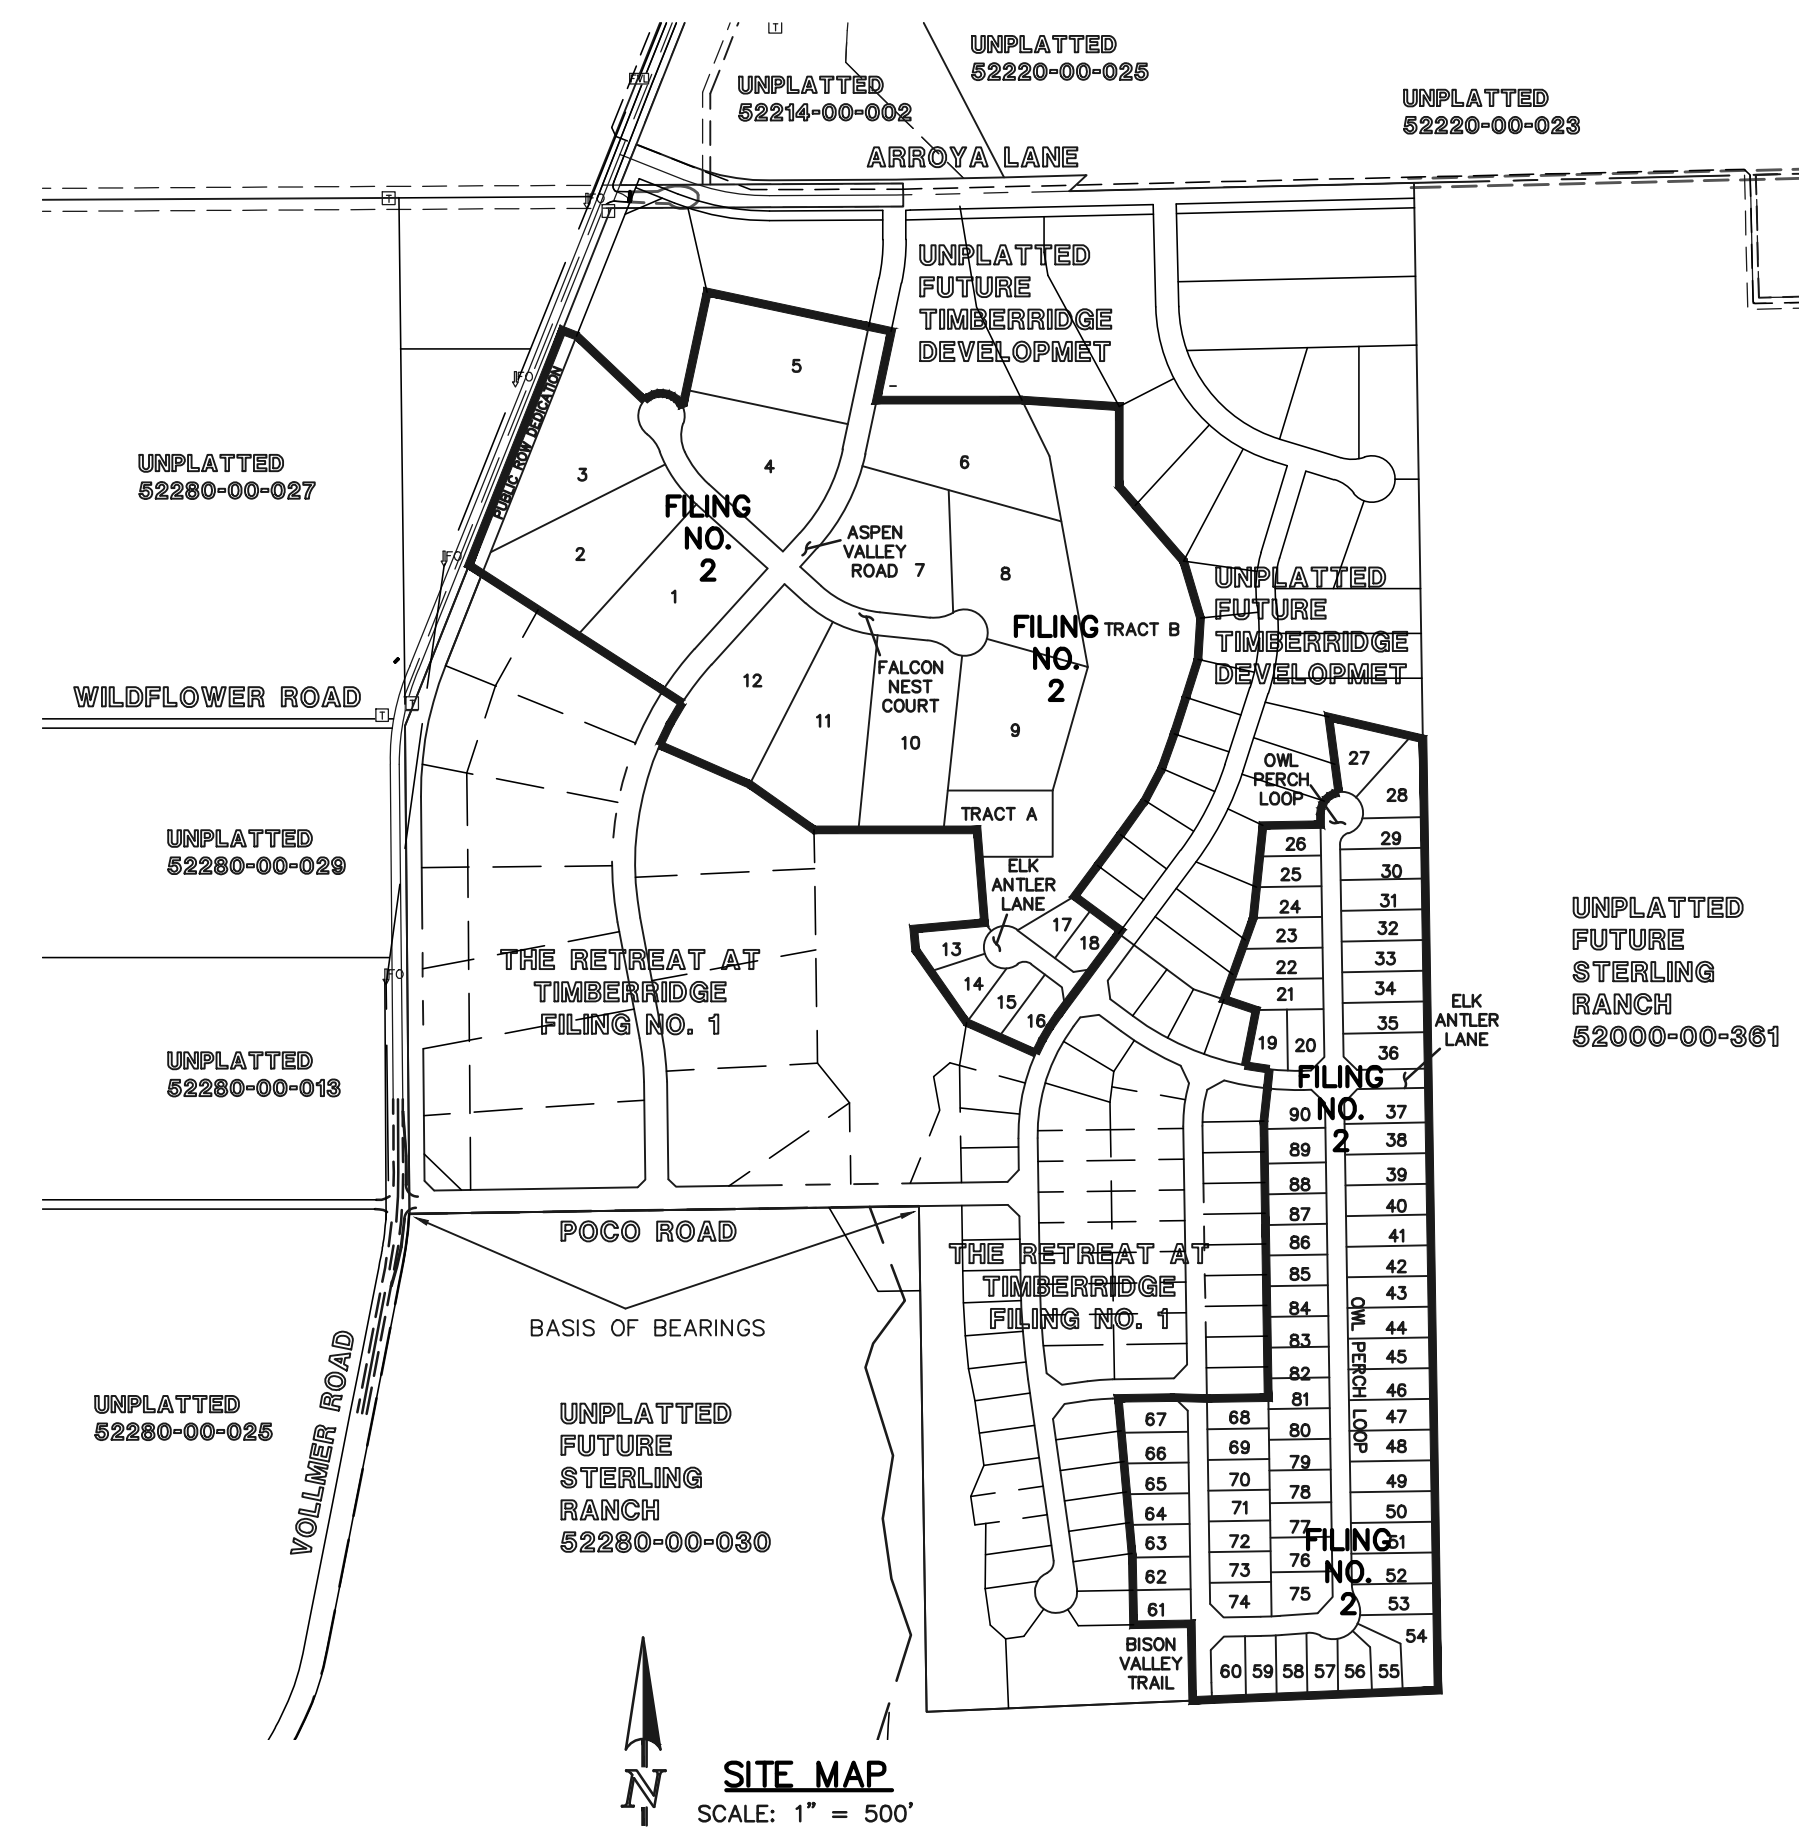 UNPLATTED
52220-00-025
UNPLATTED
52214-00-002
UNPLATTED
52220-00-023
ARROYA LANE
T
T
T
FO
UNPLATTED
FUTURE
TIMBERRIDGE
DEVELOPMET
5
FO
PUBLIC ROW DEDICATION
UNPLATTED
52280-00-027
3
4
6
FILING
NO.
2
ASPEN
VALLEY
ROAD
7
8
FO
2
1
UNPLATTED
FUTURE
TIMBERRIDGE
DEVELOPMET
FILING
NO.
2
TRACT B
FALCON
NEST
COURT
12
11
10
9
WILDFLOWER ROAD
T
T
OWL
PERCH
LOOP
27
28
TRACT A
UNPLATTED
52280-00-029
26
29
25
30
24
31
23
32
22
33
21
34
19
20
35
36
ELK
ANTLER
LANE
17
18
13
14
15
16
UNPLATTED
FUTURE
STERLING
RANCH
52000-00-361
ELK
ANTLER
LANE
THE RETREAT AT
TIMBERRIDGE
FILING NO. 1
FO
UNPLATTED
52280-00-013
FILING
NO.
2
90
37
89
38
88
39
87
40
86
41
85
42
84
43
83
44
82
45
81
46
80
47
79
48
78
49
77
50
76
51
75
52
53
54
OWL PERCH LOOP
POCO ROAD
BASIS OF BEARINGS
THE RETREAT AT
TIMBERRIDGE
FILING NO. 1
VOLLMER ROAD
UNPLATTED
52280-00-025
UNPLATTED
FUTURE
STERLING
RANCH
52280-00-030
67
68
66
69
65
70
64
71
63
72
62
73
61
74
FILING
NO.
2
BISON
VALLEY
TRAIL
60
59
58
57
56
55
N
SITE MAP
SCALE: 1" = 500'